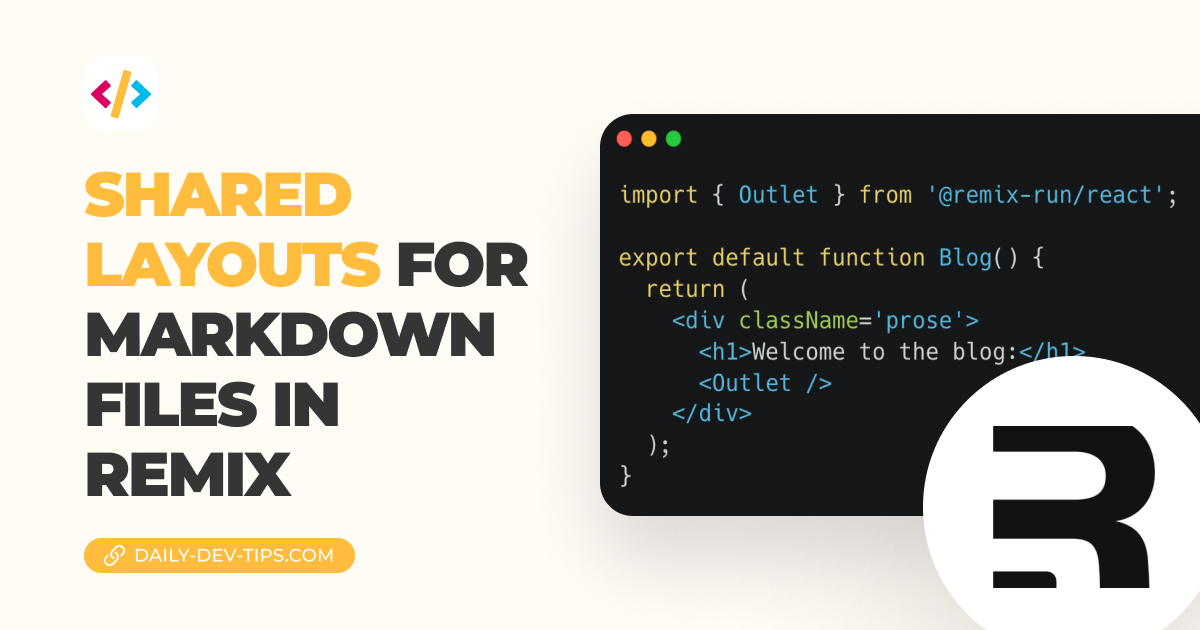 SHARED
LAYOUTS FOR
MARKDOWN
FILES IN
REMIX
DAILY-DEV-TIPS.COM
import { Outlet } from '@remix-run/react';
export default function Blog() {
  return (
    <div className='prose'>
      <h1>Welcome to the blog:</h1>
      <Outlet />
    </div>
  );
}